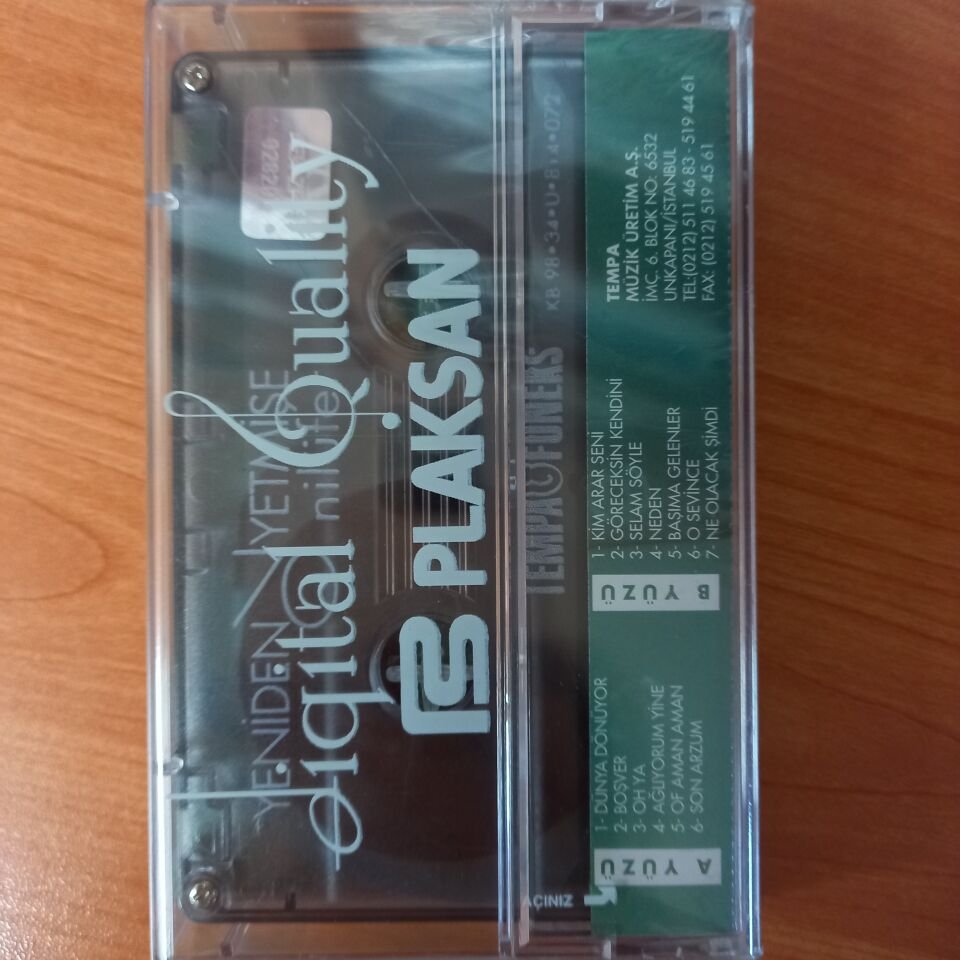 YENİDEN YETMİŞE
nilüfer
Digital Quality
PLAKSAN
KB•98•34•U•814•072
TEMPA FONEKS
AÇINIZ
A YÜZÜ
1- DÜNYA DÖNÜYOR
2- BOŞVER
3- OH YA
4- AĞLIYORUM YİNE
5- OF AMAN AMAN
6- SON ARZUM
B YÜZÜ
1- KİM ARAR SENİ
2- GÖRECEKSİN KENDİNİ
3- SELAM SÖYLE
4- NEDEN
5- BAŞIMA GELENLER
6- O SEVİNCE
7- NE OLACAK ŞİMDİ
TEMPA
MÜZİK ÜRETİM A.Ş.
İMÇ. 6. BLOK NO: 6532
UNKAPANI/İSTANBUL
TEL(0212) 511 46 83 - 519 44 61
FAX: (0212) 519 45 61